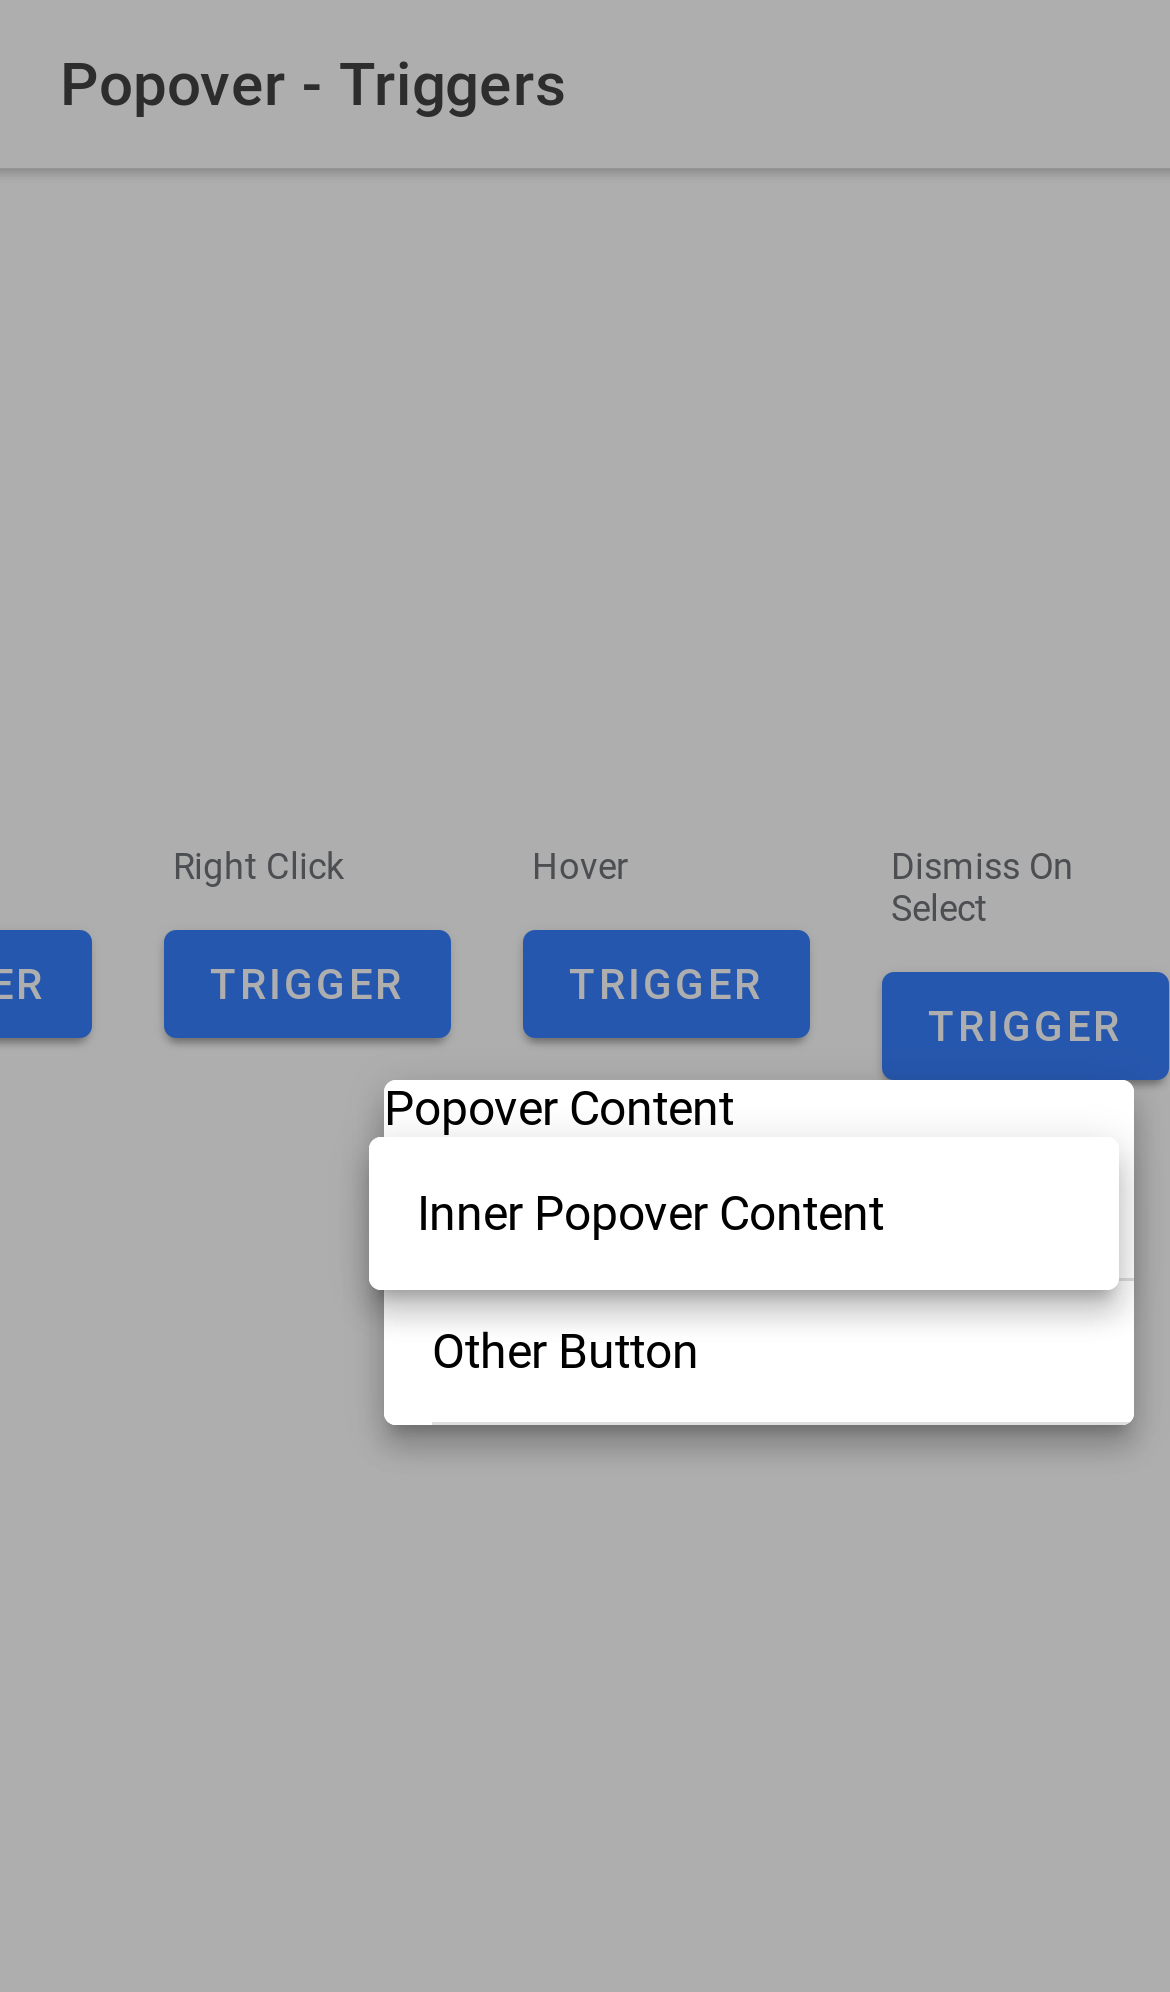 Popover - Triggers
Right Click
Hover
Dismiss On
Select
ER
TRIGGER
TRIGGER
TRIGGER
Popover Content
Inner Popover Content
Other Button